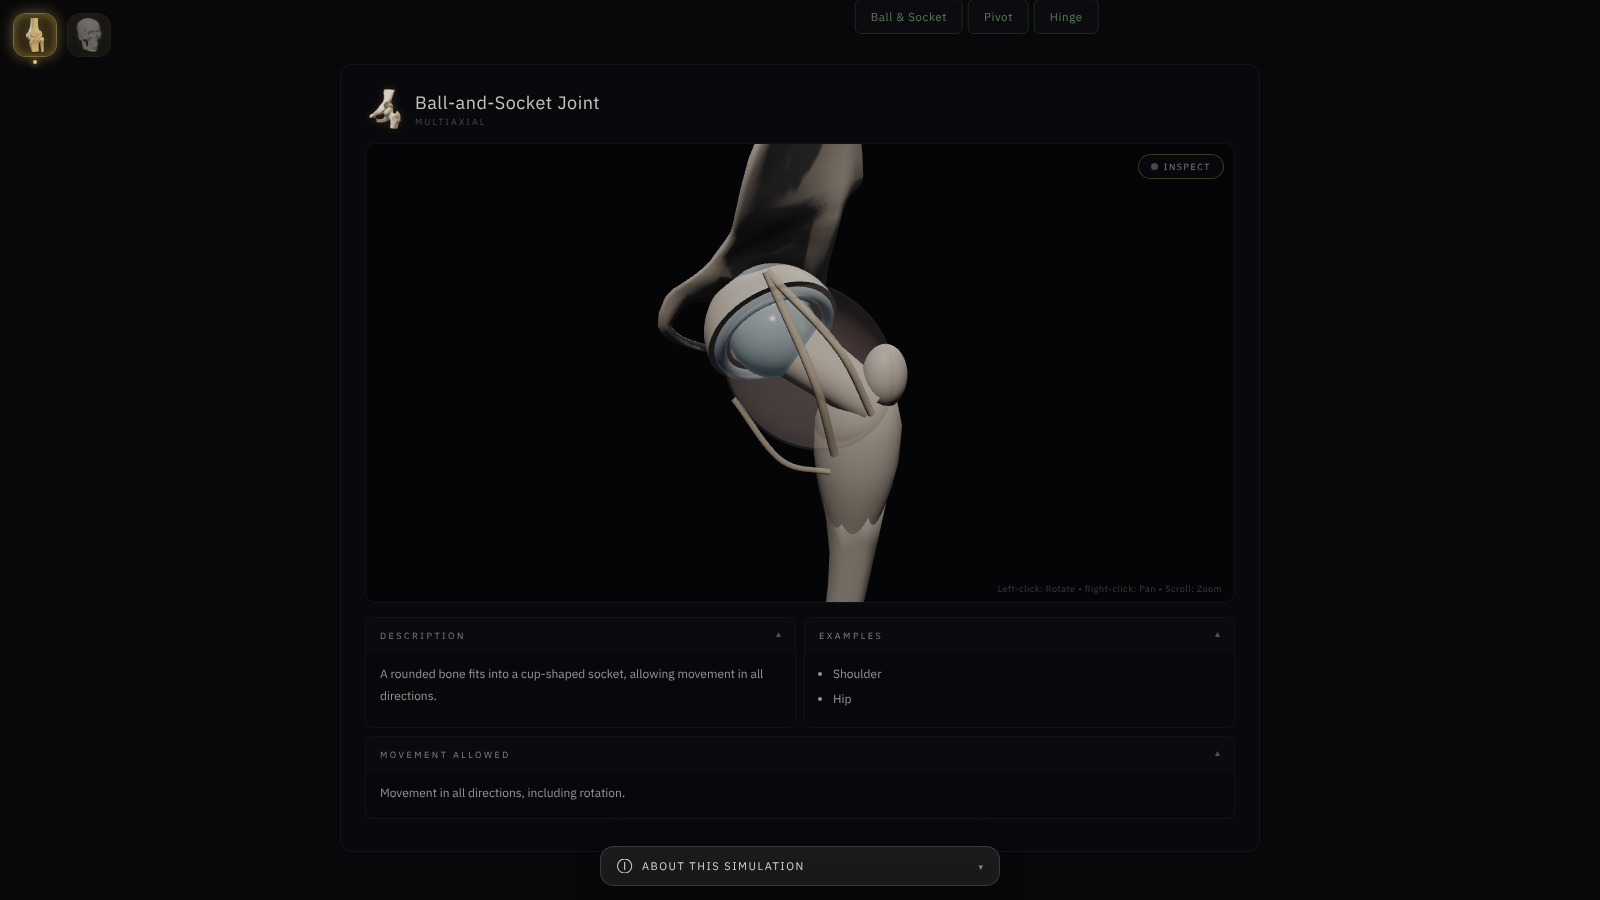 Ball & Socket
Pivot
Hinge
Ball-and-Socket Joint
MULTIAXIAL
INSPECT
Left-click: Rotate • Right-click: Pan • Scroll: Zoom
DESCRIPTION
A rounded bone fits into a cup-shaped socket, allowing movement in all
directions.
EXAMPLES
• Shoulder
• Hip
MOVEMENT ALLOWED
Movement in all directions, including rotation.
ABOUT THIS SIMULATION